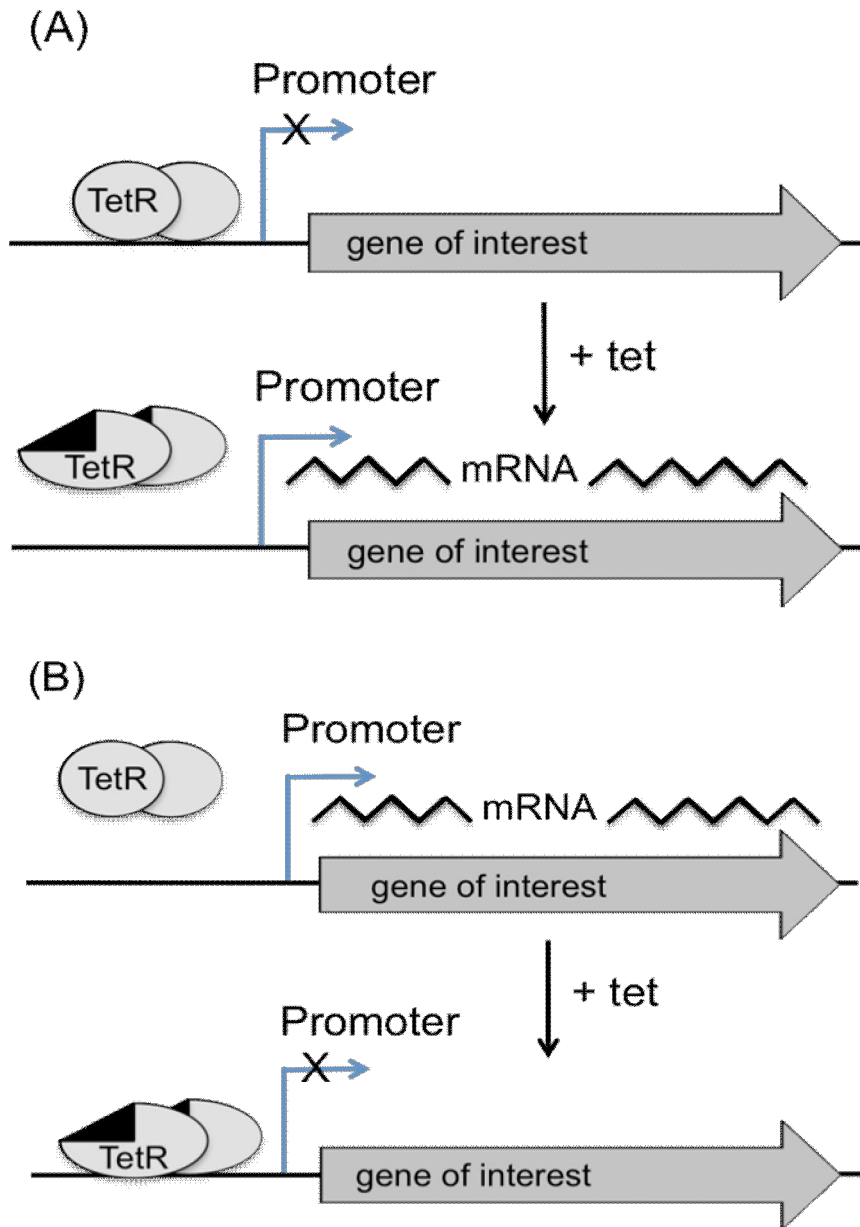 (A)
Promoter
X
TetR
gene of interest
+ tet
Promoter
TetR
mRNA
gene of interest
(B)
Promoter
TetR
mRNA
gene of interest
+ tet
Promoter
X
TetR
gene of interest